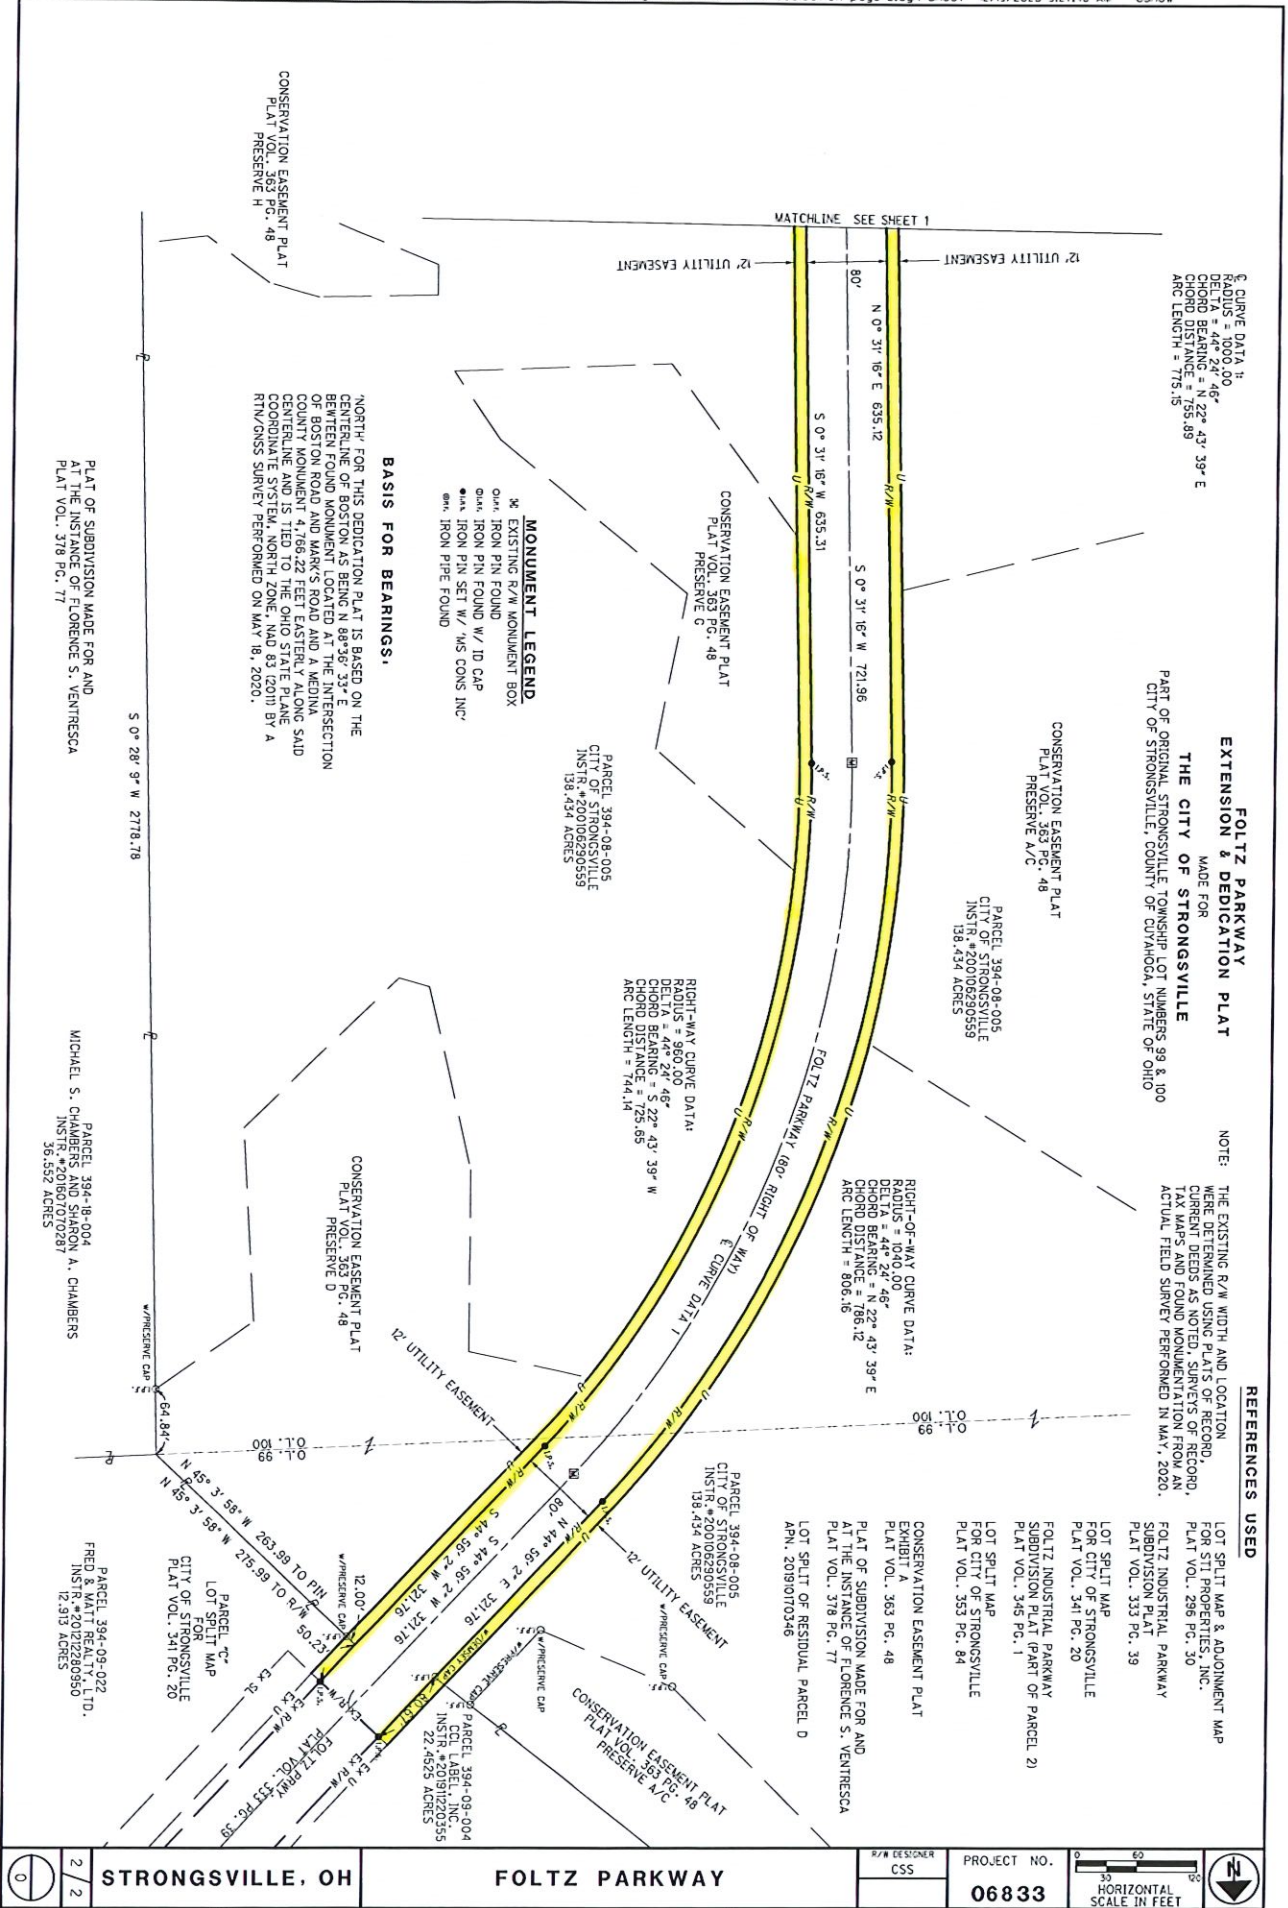 FOLTZ PARKWAY
EXTENSION & DEDICATION PLAT
MADE FOR
THE CITY OF STRONGSVILLE
PART OF ORIGINAL STRONGSVILLE TOWNSHIP LOT NUMBERS 99 & 100
CITY OF STRONGSVILLE, COUNTY OF CUYAHOGA, STATE OF OHIO
℄ CURVE DATA 1:
RADIUS = 1000.00
DELTA = 44° 24' 46"
CHORD BEARING = N 22° 43' 39" E
CHORD DISTANCE = 755.89
ARC LENGTH = 775.15
NOTE: THE EXISTING R/W WIDTH AND LOCATION
WERE DETERMINED USING PLATS OF RECORD,
CURRENT DEEDS AS NOTED, SURVEYS OF RECORD,
TAX MAPS AND FOUND MONUMENTATION FROM AN
ACTUAL FIELD SURVEY PERFORMED IN MAY, 2020.
REFERENCES USED
LOT SPLIT MAP & ADJOINMENT MAP
FOR STI PROPERTIES, INC.
PLAT VOL. 296 PG. 30
FOLTZ INDUSTRIAL PARKWAY
SUBDIVISION PLAT
PLAT VOL. 333 PG. 39
LOT SPLIT MAP
FOR CITY OF STRONGSVILLE
PLAT VOL. 341 PG. 20
FOLTZ INDUSTRIAL PARKWAY
SUBDIVISION PLAT (PART OF PARCEL 2)
PLAT VOL. 345 PG. 1
LOT SPLIT MAP
FOR CITY OF STRONGSVILLE
PLAT VOL. 353 PG. 84
CONSERVATION EASEMENT PLAT
EXHIBIT A
PLAT VOL. 363 PG. 48
PLAT OF SUBDIVISION MADE FOR AND
AT THE INSTANCE OF FLORENCE S. VENTRESCA
PLAT VOL. 378 PG. 77
LOT SPLIT OF RESIDUAL PARCEL D
AFN. 201910170346
MATCHLINE SEE SHEET 1
12' UTILITY EASEMENT
12' UTILITY EASEMENT
80'
N 0° 31' 16" E 635.12
S 0° 31' 16" W 635.31
S 0° 31' 16" W 721.96
U
R/W
U
R/W
I.P.S.
I.P.S.
U
R/W
U
R/W
CONSERVATION EASEMENT PLAT
PLAT VOL. 363 PG. 48
PRESERVE A/C
PARCEL 394-08-005
CITY OF STRONGSVILLE
INSTR.#200106290559
138.434 ACRES
CONSERVATION EASEMENT PLAT
PLAT VOL. 363 PG. 48
PRESERVE G
PARCEL 394-08-005
CITY OF STRONGSVILLE
INSTR.#200106290559
138.434 ACRES
RIGHT-WAY CURVE DATA:
RADIUS = 960.00
DELTA = 44° 24' 46"
CHORD BEARING = S 22° 43' 39" W
CHORD DISTANCE = 725.65
ARC LENGTH = 744.14
RIGHT-OF-WAY CURVE DATA:
RADIUS = 1040.00
DELTA = 44° 24' 46"
CHORD BEARING = N 22° 43' 39" E
CHORD DISTANCE = 786.12
ARC LENGTH = 806.16
FOLTZ PARKWAY (80' RIGHT OF WAY)
℄ CURVE DATA 1
U
R/W
U
R/W
U
R/W
U
R/W
CONSERVATION EASEMENT PLAT
PLAT VOL. 363 PG. 48
PRESERVE H
MONUMENT LEGEND
EXISTING R/W MONUMENT BOX
IRON PIN FOUND
IRON PIN FOUND W/ ID CAP
IRON PIN SET W/ 'MS CONS INC'
IRON PIPE FOUND
BASIS FOR BEARINGS:
'NORTH' FOR THIS DEDICATION PLAT IS BASED ON THE
CENTERLINE OF BOSTON AS BEING N 88°36' 33" E
BEWTEEN FOUND MONUMENT LOCATED AT THE INTERSECTION
OF BOSTON ROAD AND MARK'S ROAD AND A MEDINA
COUNTY MONUMENT 4,766.22 FEET EASTERLY ALONG SAID
CENTERLINE AND IS TIED TO THE OHIO STATE PLANE
COORDINATE SYSTEM, NORTH ZONE, NAD 83 (2011) BY A
RTN/GNSS SURVEY PERFORMED ON MAY 18, 2020.
S 0° 28' 9" W 2778.78
PLAT OF SUBDIVISION MADE FOR AND
AT THE INSTANCE OF FLORENCE S. VENTRESCA
PLAT VOL. 378 PG. 77
PARCEL 394-18-004
MICHAEL S. CHAMBERS AND SHARON A. CHAMBERS
INSTR.#201607070287
36.552 ACRES
CONSERVATION EASEMENT PLAT
PLAT VOL. 363 PG. 48
PRESERVE D
12' UTILITY EASEMENT
W/PRESERVE CAP
64.84'
O.L. 100
O.L. 99
O.L. 100
O.L. 99
PARCEL 394-08-005
CITY OF STRONGSVILLE
INSTR.#200106290559
138.434 ACRES
12' UTILITY EASEMENT
80'
N 44° 56' 2" E 321.76
S 44° 56' 2" W 321.76
S 44° 56' 2" W 321.76
N 45° 3' 58" W 263.99 TO PIN
N 45° 3' 58" W 275.99 TO R/W
50.23'
12.00'
W/PRESERVE CAP
W/PRESERVE CAP
W/PRESERVE CAP
W/PRESERVE CAP
CONSERVATION EASEMENT PLAT
PLAT VOL. 363 PG. 48
PRESERVE A/C
PARCEL 394-09-004
CCL LABEL, INC.
INSTR.#201911220355
22.4525 ACRES
PARCEL "C"
LOT SPLIT MAP
FOR
CITY OF STRONGSVILLE
PLAT VOL. 341 PG. 20
PARCEL 394-09-022
FRED & MATT REALTY, LTD.
INSTR.#201212280950
12.913 ACRES
EX SL
EX U
EX R/W
EX R/W
EX R/W
EX U
FOLTZ PRWY
PLAT VOL. 333 PG. 39
HORIZONTAL
SCALE IN FEET
0 30 60 120
PROJECT NO.
06833
R/W DESIGNER
CSS
FOLTZ PARKWAY
STRONGSVILLE, OH
2/2
0